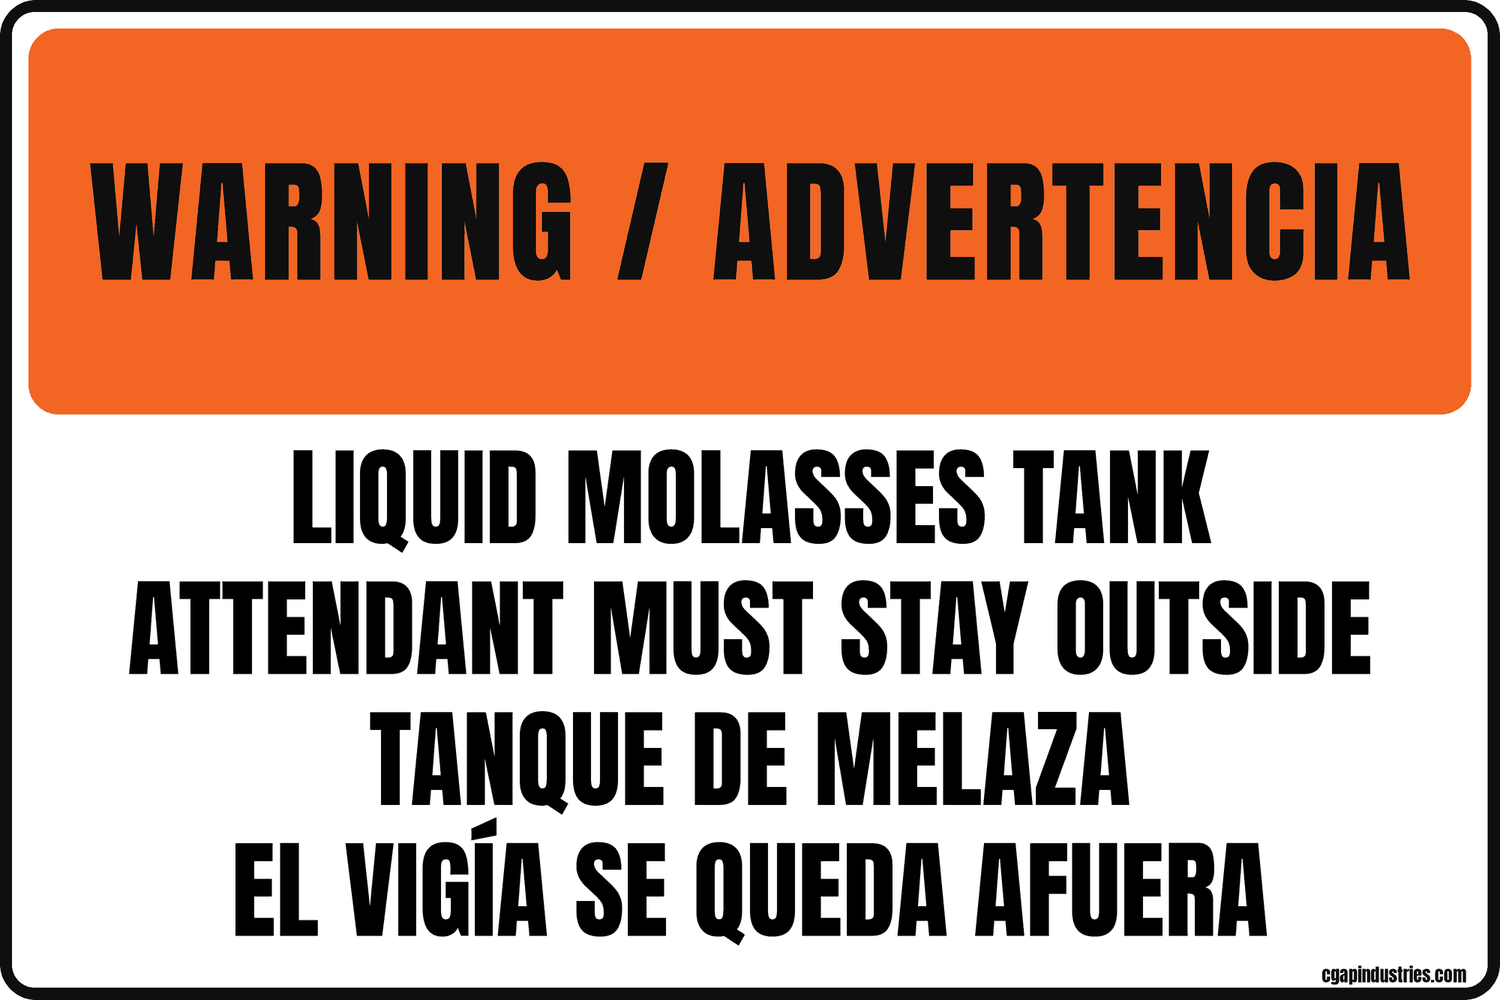 WARNING / ADVERTENCIA
LIQUID MOLASSES TANK
ATTENDANT MUST STAY OUTSIDE
TANQUE DE MELAZA
EL VIGÍA SE QUEDA AFUERA
cgapindustries.com